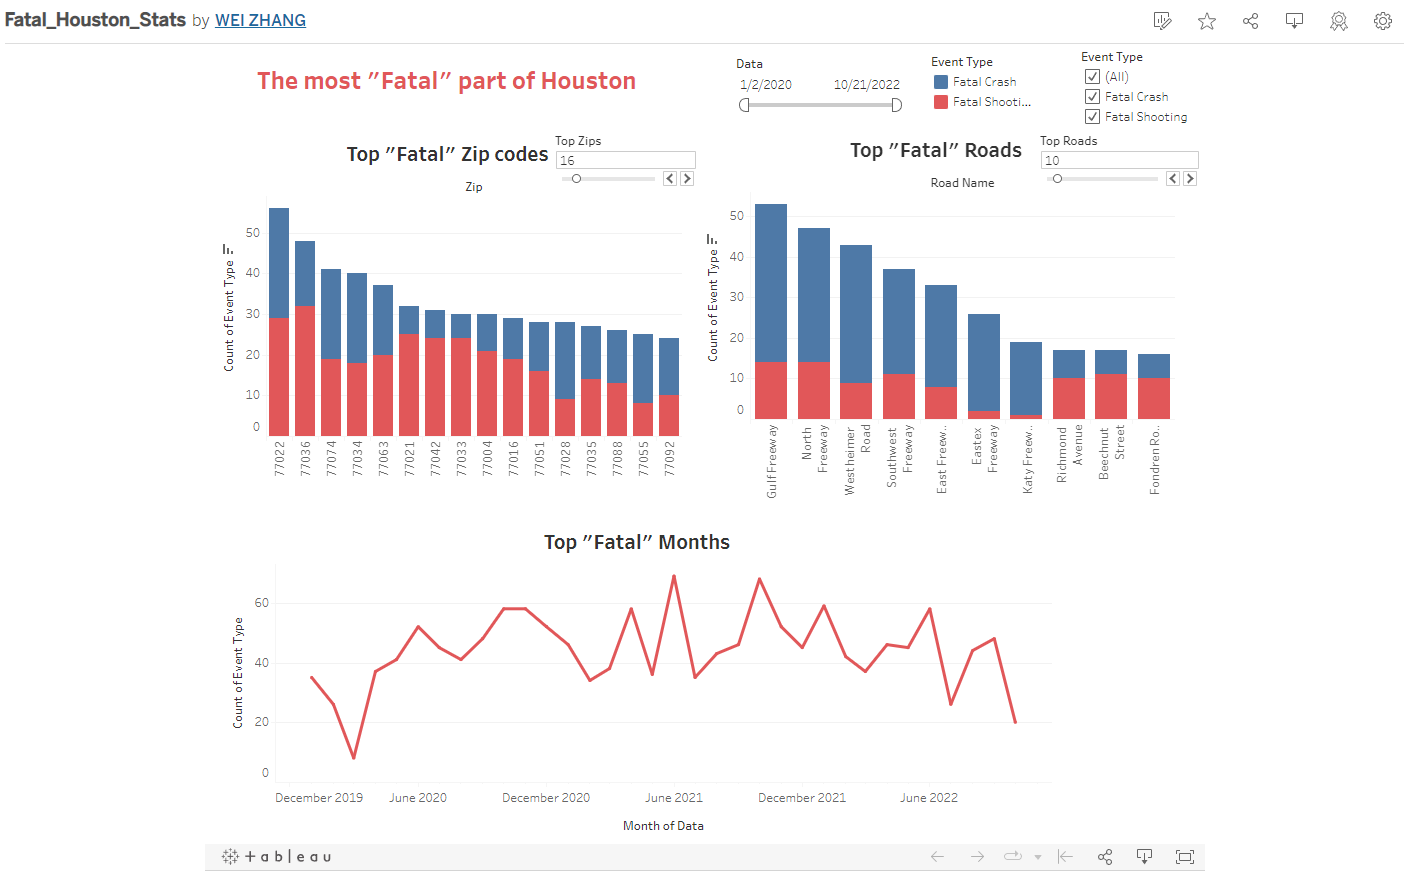 Fatal_Houston_Stats by WEI ZHANG
The most "Fatal" part of Houston
Data
1/2/2020 10/21/2022
Event Type
Fatal Crash
Fatal Shooti...
Event Type
(All)
Fatal Crash
Fatal Shooting
Top "Fatal" Zip codes
Top Zips
16
Zip
Count of Event Type
50
40
30
20
10
0
77022
77036
77074
77034
77063
77021
77042
77033
77004
77016
77051
77028
77035
77088
77055
77092
Top "Fatal" Roads
Top Roads
10
Road Name
Count of Event Type
50
40
30
20
10
0
Gulf Freeway
North
Freeway
Westheimer
Road
Southwest
Freeway
East Freew..
Eastex
Freeway
Katy Freew..
Richmond
Avenue
Beechnut
Street
Fondren Ro..
Top "Fatal" Months
Count of Event Type
60
40
20
0
December 2019 June 2020 December 2020 June 2021 December 2021 June 2022
Month of Data
+ a b l e a u